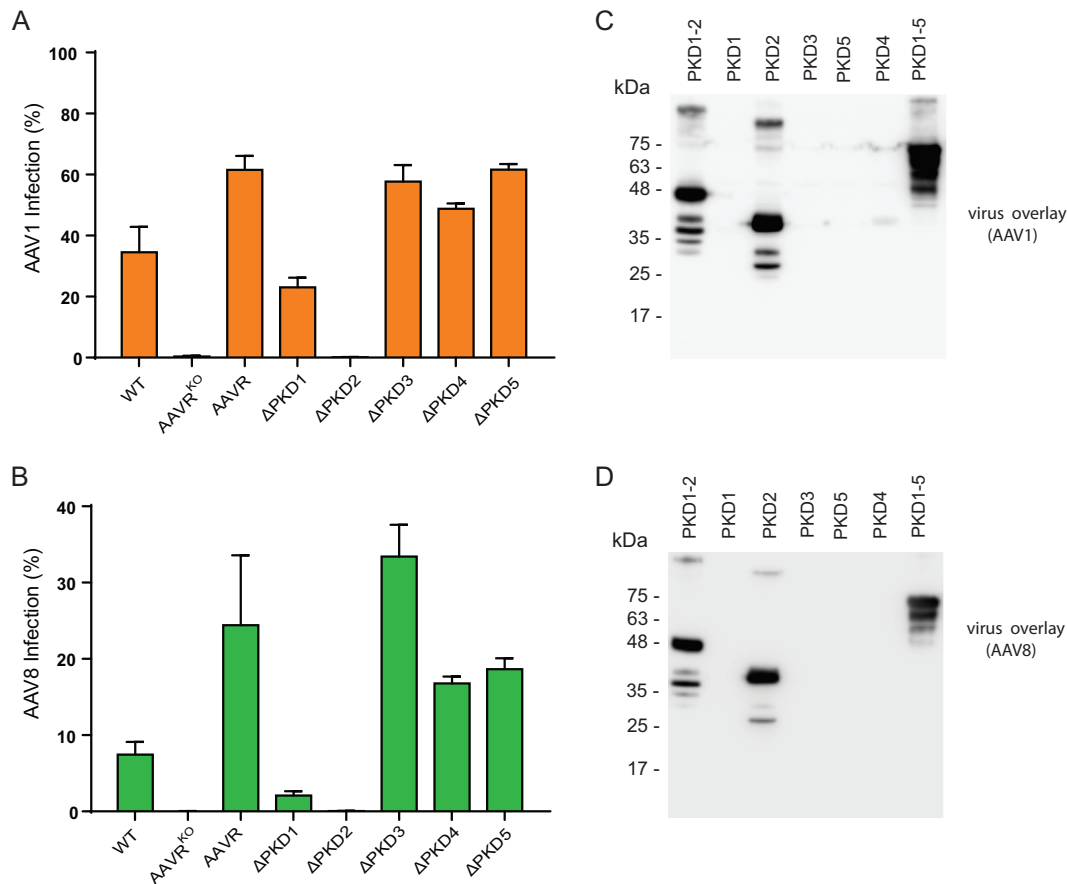 A
AAV1 Infection (%)
100
80
60
40
20
0
WT
AAVR^KO
AAVR
ΔPKD1
ΔPKD2
ΔPKD3
ΔPKD4
ΔPKD5
C
PKD1-2
PKD1
PKD2
PKD3
PKD5
PKD4
PKD1-5
kDa
75 -
63 -
48 -
35 -
25 -
17 -
virus overlay
(AAV1)
B
AAV8 Infection (%)
40
30
20
10
0
WT
AAVR^KO
AAVR
ΔPKD1
ΔPKD2
ΔPKD3
ΔPKD4
ΔPKD5
D
PKD1-2
PKD1
PKD2
PKD3
PKD5
PKD4
PKD1-5
kDa
75 -
63 -
48 -
35 -
25 -
17 -
virus overlay
(AAV8)